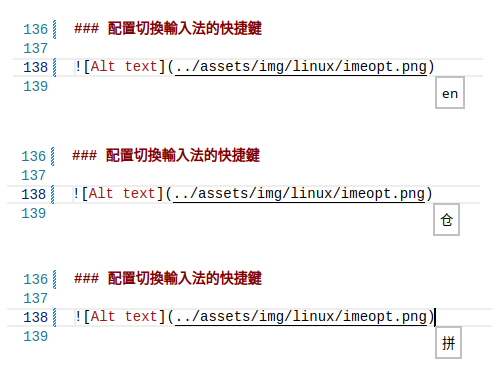 136 ### 配置切換輸入法的快捷鍵
137
138 ![Alt text](../assets/img/linux/imeopt.png)
139
en
136 ### 配置切換輸入法的快捷鍵
137
138 ![Alt text](../assets/img/linux/imeopt.png)
139
仓
136 ### 配置切換輸入法的快捷鍵
137
138 ![Alt text](../assets/img/linux/imeopt.png)
139
拼